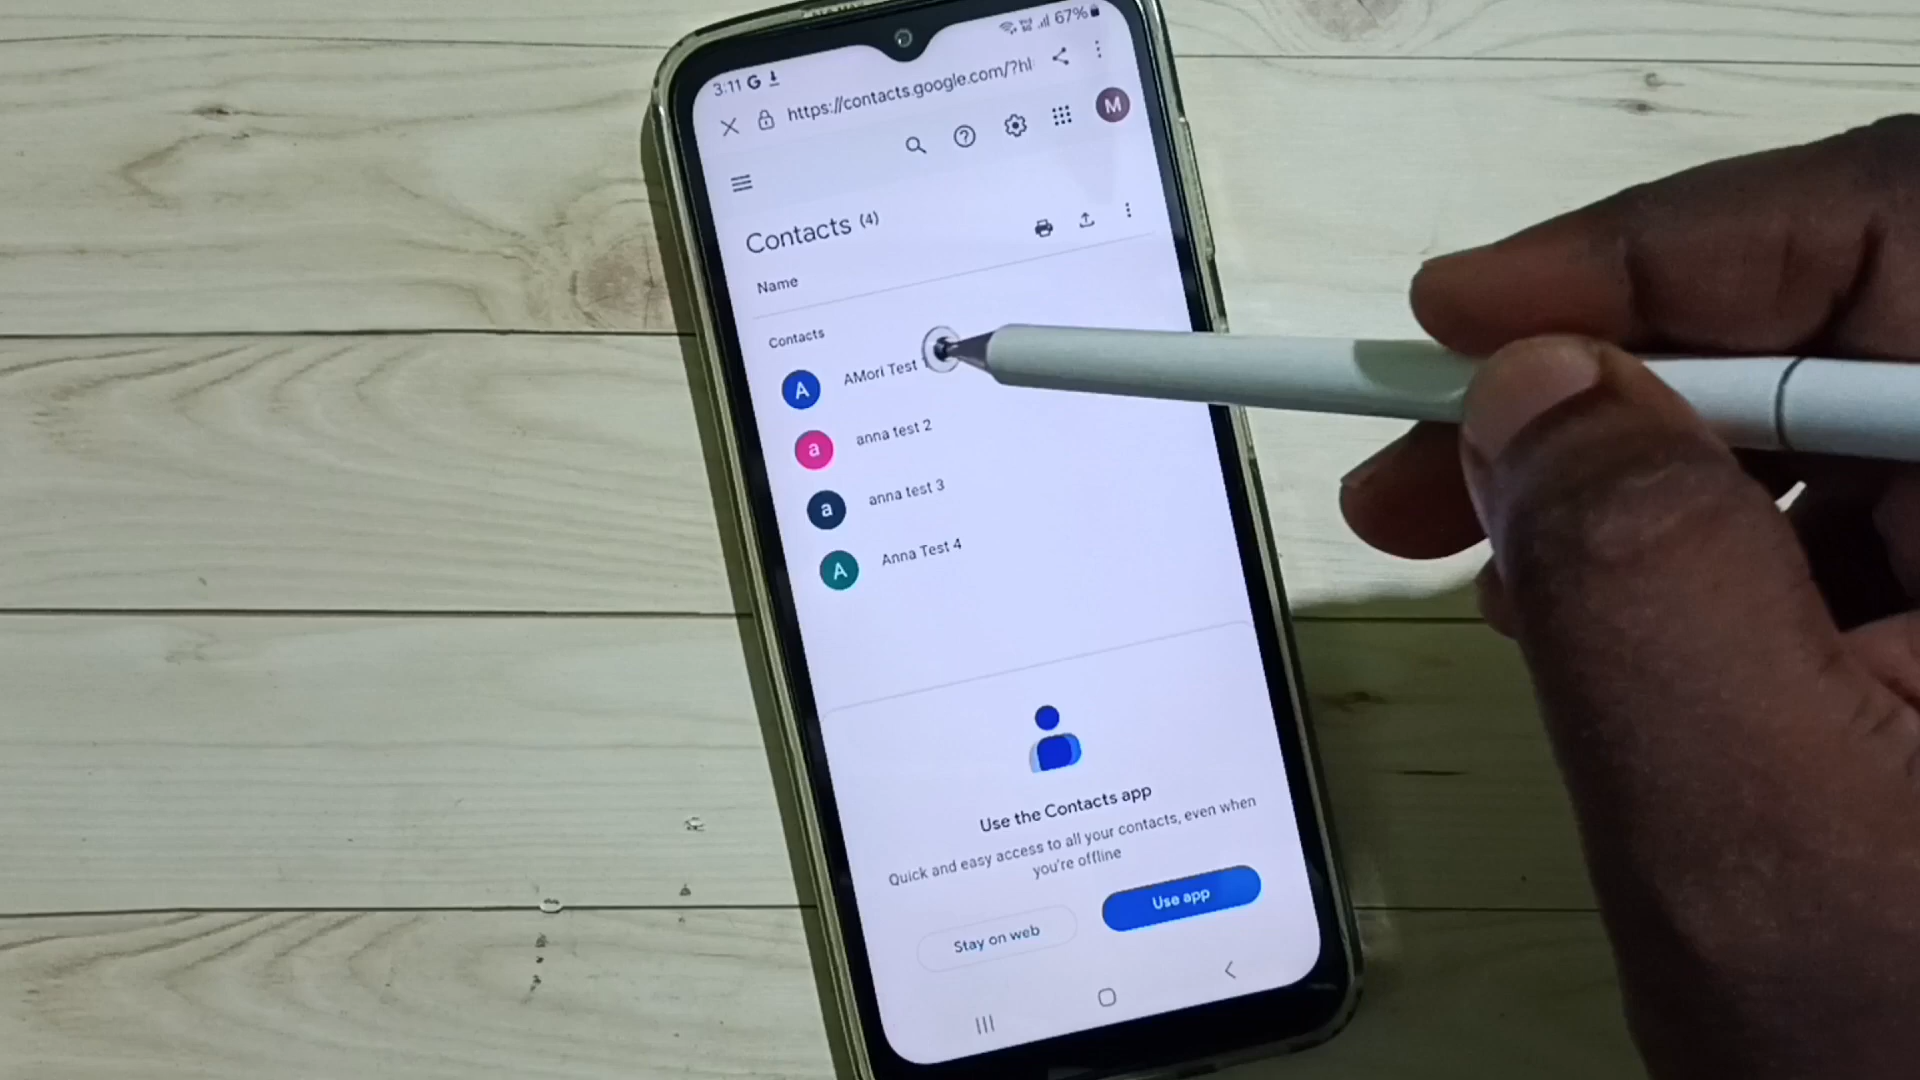 3:11 G 67%
https://contacts.google.com/?hl
M
Contacts (4)
Name
Contacts
A AMori Test
a anna test 2
a anna test 3
A Anna Test 4
Use the Contacts app
Quick and easy access to all your contacts, even when
you're offline
Stay on web
Use app